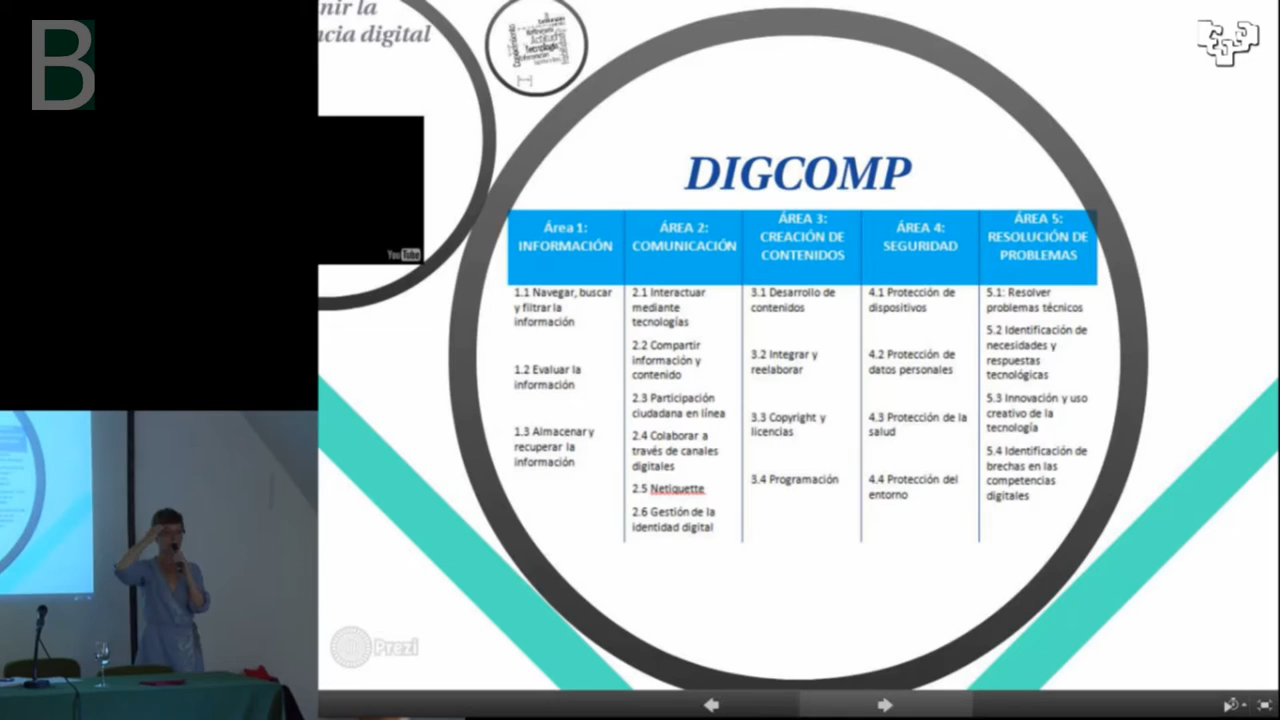 nir la
ncia digital
B
Tecnología
YouTube
DIGCOMP
Área 1:
INFORMACIÓN
1.1 Navegar, buscar
y filtrar la
información
1.2 Evaluar la
información
1.3 Almacenar y
recuperar la
información
ÁREA 2:
COMUNICACIÓN
2.1 Interactuar
mediante
tecnologías
2.2 Compartir
información y
contenido
2.3 Participación
ciudadana en línea
2.4 Colaborar a
través de canales
digitales
2.5 Netiquette
2.6 Gestión de la
identidad digital
ÁREA 3:
CREACIÓN DE
CONTENIDOS
3.1 Desarrollo de
contenidos
3.2 Integrar y
reelaborar
3.3 Copyright y
licencias
3.4 Programación
ÁREA 4:
SEGURIDAD
4.1 Protección de
dispositivos
4.2 Protección de
datos personales
4.3 Protección de la
salud
4.4 Protección del
entorno
ÁREA 5:
RESOLUCIÓN DE
PROBLEMAS
5.1: Resolver
problemas técnicos
5.2 Identificación de
necesidades y
respuestas
tecnológicas
5.3 Innovación y uso
creativo de la
tecnología
5.4 Identificación de
brechas en las
competencias
digitales
Prezi